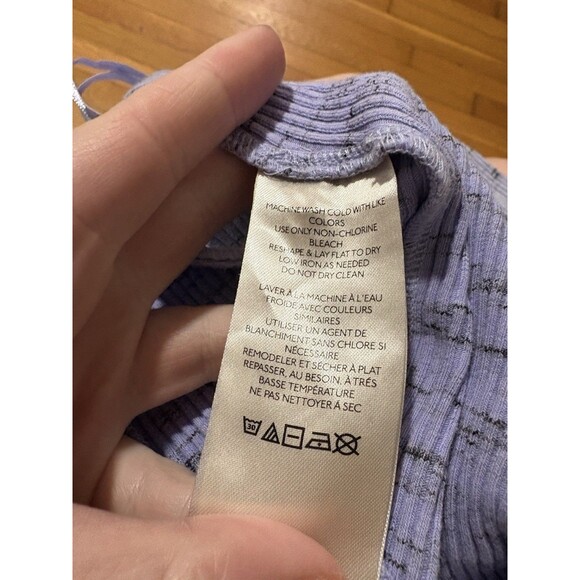 MACHINE WASH COLD WITH LIKE
COLORS
USE ONLY NON-CHLORINE
BLEACH
RESHAPE & LAY FLAT TO DRY
LOW IRON AS NEEDED
DO NOT DRY CLEAN
LAVER À LA MACHINE À L'EAU
FROIDE AVEC COULEURS
SIMILAIRES
UTILISER UN AGENT DE
BLANCHIMENT SANS CHLORE SI
NÉCESSAIRE
REMODELER ET SÉCHER À PLAT
REPASSER, AU BESOIN, À TRÉS
BASSE TEMPÉRATURE
NE PAS NETTOYER À SEC
30